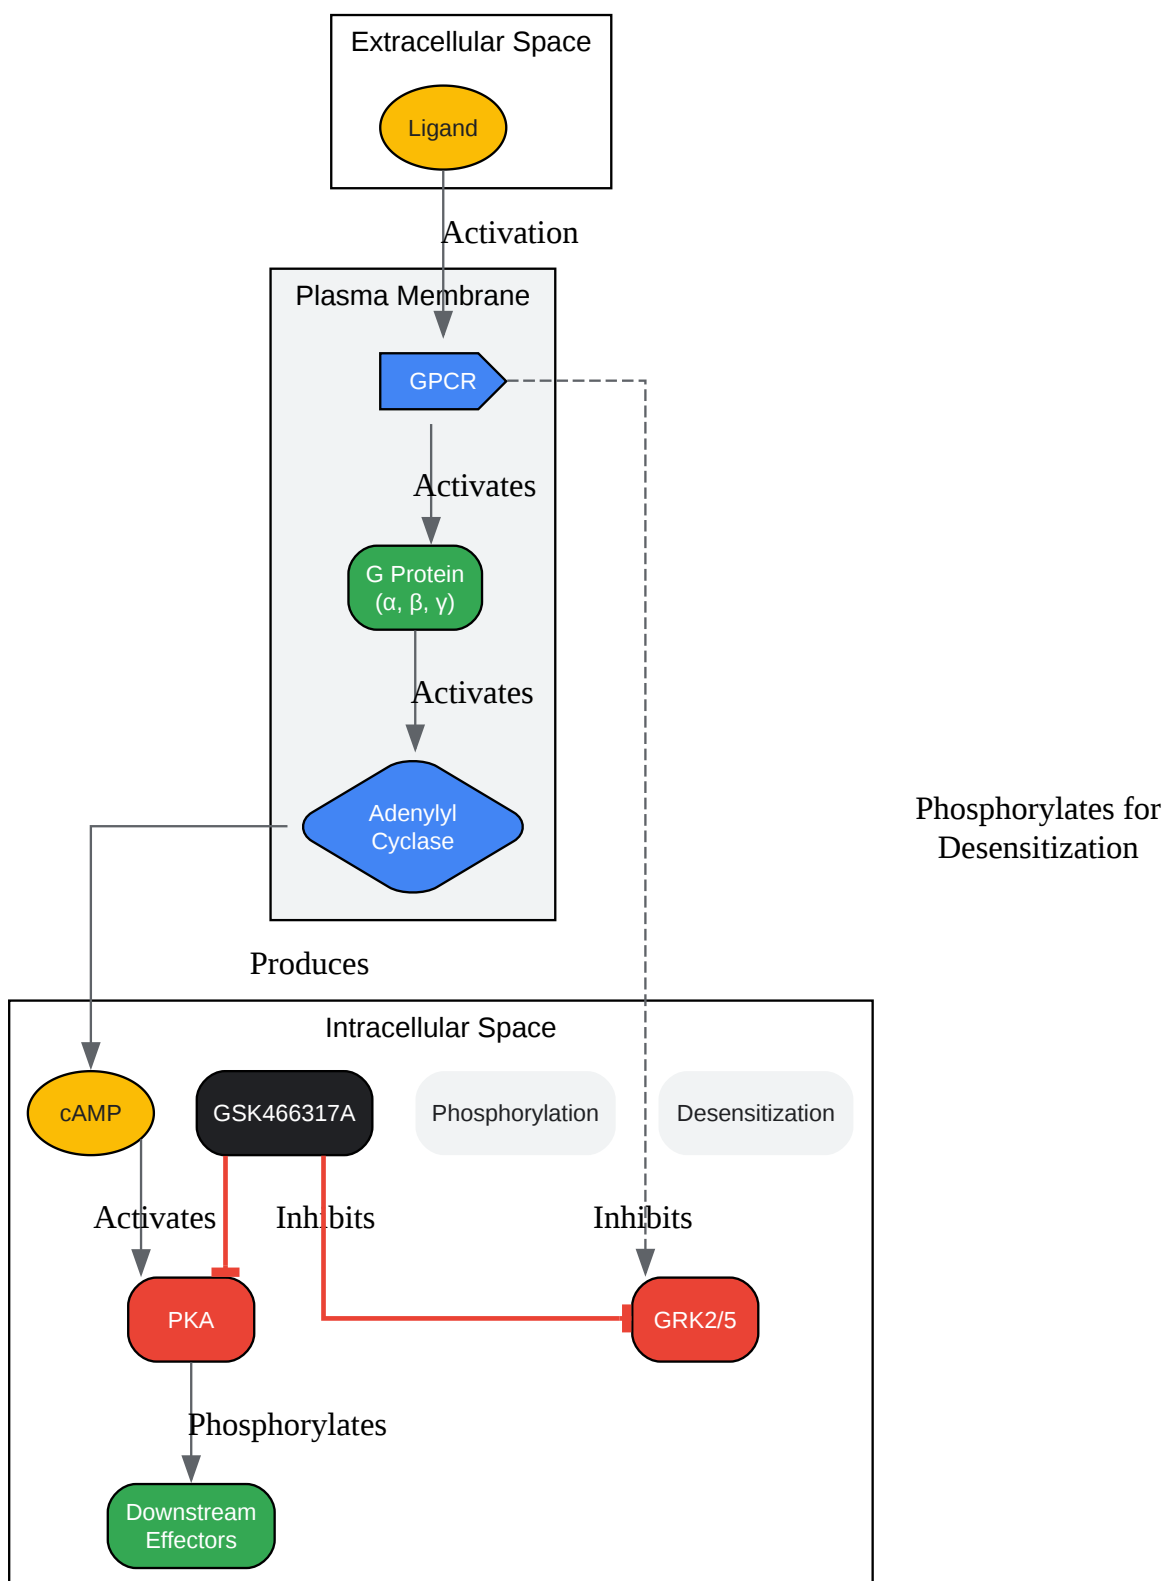 Extracellular Space
Ligand
Activation
Plasma Membrane
GPCR
Activates
G Protein
(α, β, γ)
Activates
Adenylyl
Cyclase
Phosphorylates for
Desensitization
Produces
Intracellular Space
cAMP
GSK466317A
Phosphorylation
Desensitization
Activates
Inhibits
Inhibits
PKA
GRK2/5
Phosphorylates
Downstream
Effectors